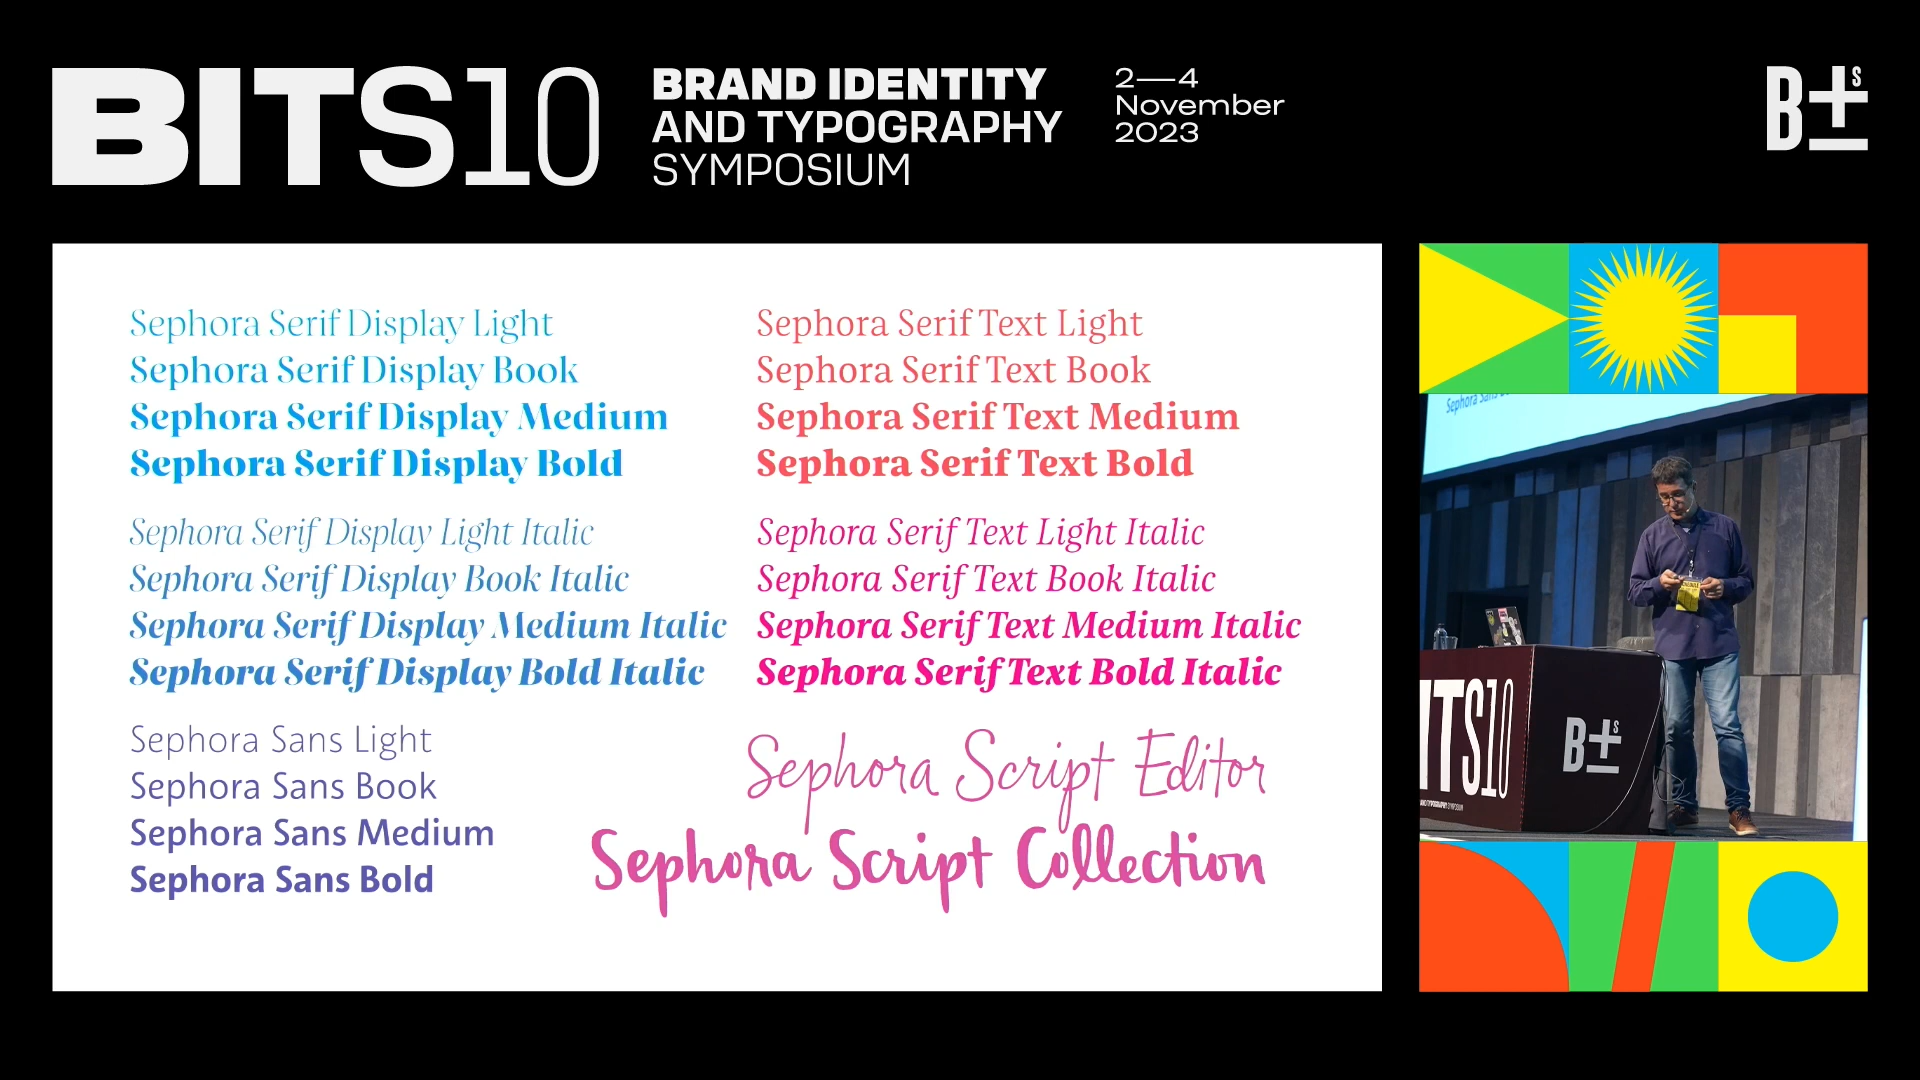 BITS10
BRAND IDENTITY
AND TYPOGRAPHY
SYMPOSIUM
2—4
November
2023
B±s
Sephora Serif Display Light
Sephora Serif Display Book
Sephora Serif Display Medium
Sephora Serif Display Bold
Sephora Serif Text Light
Sephora Serif Text Book
Sephora Serif Text Medium
Sephora Serif Text Bold
Sephora Serif Display Light Italic
Sephora Serif Display Book Italic
Sephora Serif Display Medium Italic
Sephora Serif Display Bold Italic
Sephora Serif Text Light Italic
Sephora Serif Text Book Italic
Sephora Serif Text Medium Italic
Sephora Serif Text Bold Italic
Sephora Sans Light
Sephora Sans Book
Sephora Sans Medium
Sephora Sans Bold
Sephora Script Editor
Sephora Script Collection
Sephora Sans
ITS10
B±s